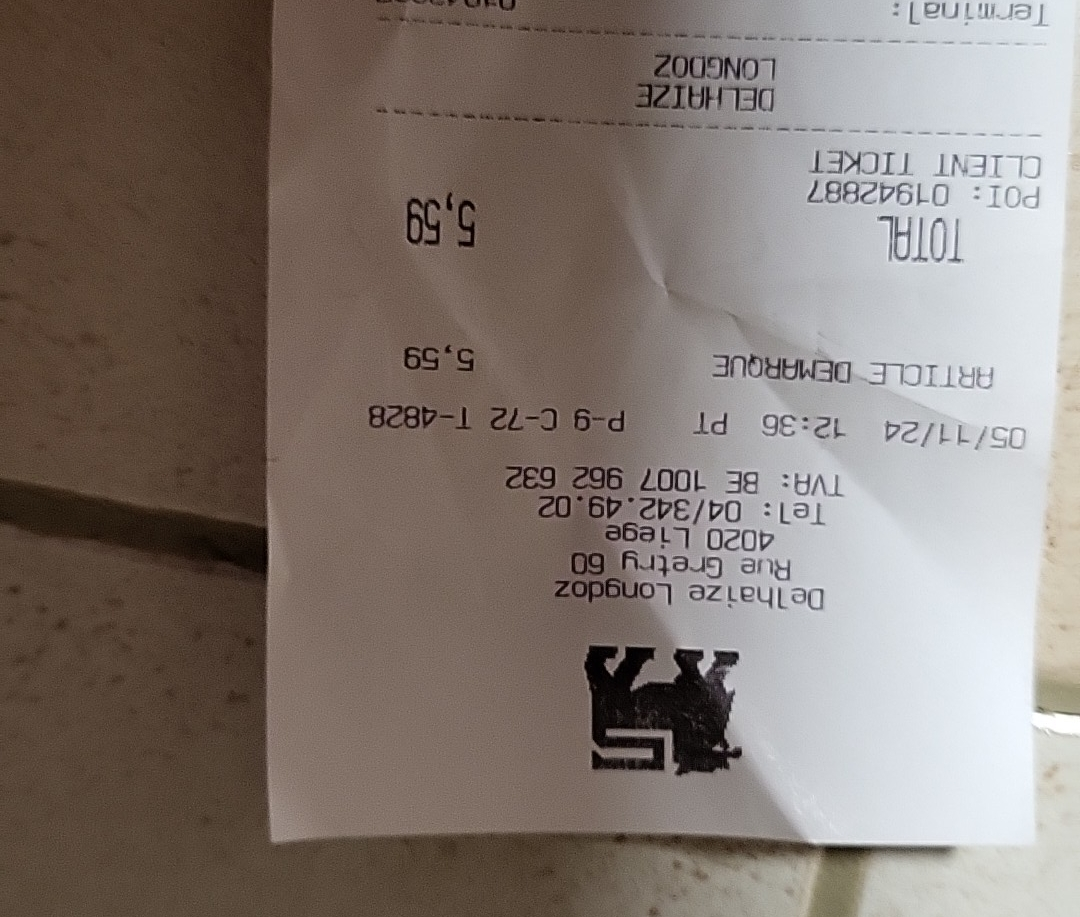 Delhaize Longdoz
Rue Gretry 60
4020 Liege
Tel: 04/342.49.02
TVA: BE 1007 962 632
05/11/24 12:36 PT P-9 C-72 T-4828
ARTICLE DEMARQUE 5,59
TOTAL 5,59
POI: 01942887
CLIENT TICKET
DELHAIZE
LONGDOZ
Terminal: